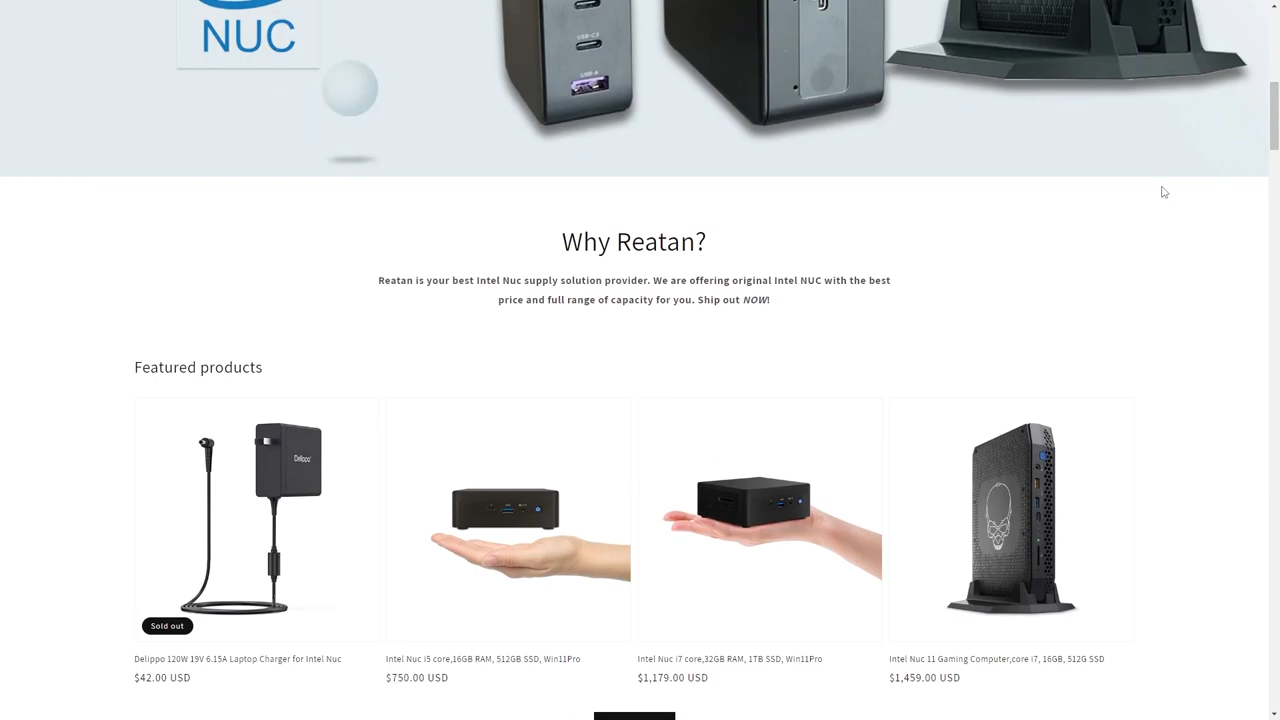 NUC
USB-C3
USB-A
Why Reatan?
Reatan is your best Intel Nuc supply solution provider. We are offering original Intel NUC with the best
price and full range of capacity for you. Ship out NOW!
Featured products
Delippo
Sold out
Delippo 120W 19V 6.15A Laptop Charger for Intel Nuc
$42.00 USD
Intel Nuc i5 core,16GB RAM, 512GB SSD, Win11Pro
$750.00 USD
Intel Nuc i7 core,32GB RAM, 1TB SSD, Win11Pro
$1,179.00 USD
Intel Nuc 11 Gaming Computer,core i7, 16GB, 512G SSD
$1,459.00 USD